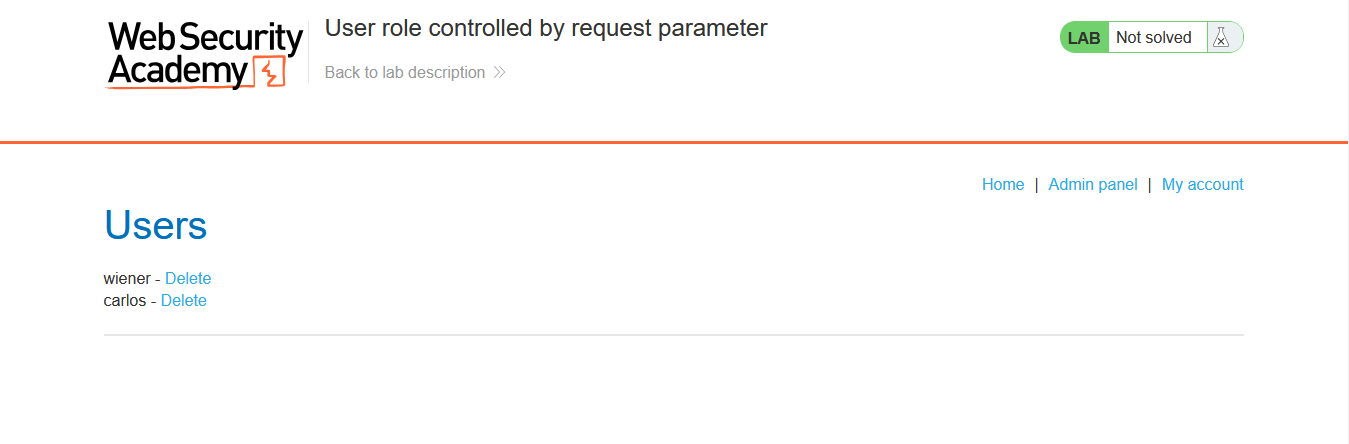 Web Security
Academy
User role controlled by request parameter
Back to lab description
LAB Not solved
Home | Admin panel | My account
Users
wiener - Delete
carlos - Delete